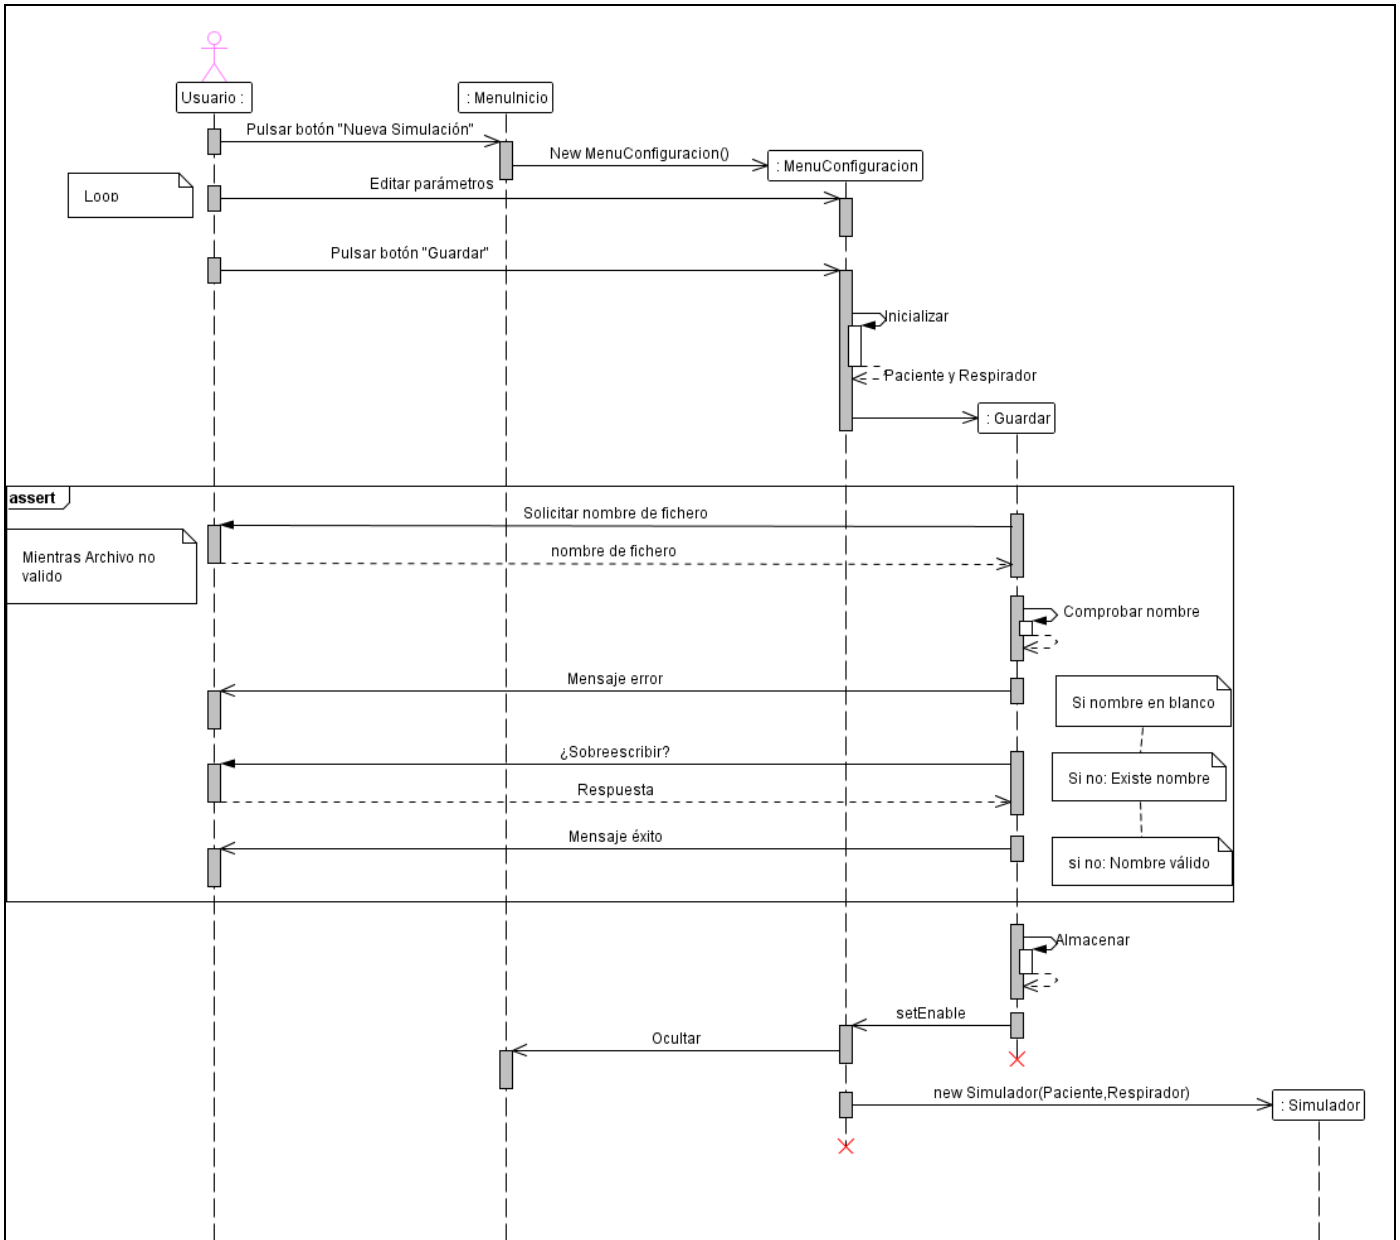 Usuario :
: MenuInicio
Pulsar botón "Nueva Simulación"
New MenuConfiguracion()
: MenuConfiguracion
Loop
Editar parámetros
Pulsar botón "Guardar"
Inicializar
Paciente y Respirador
: Guardar
assert
Solicitar nombre de fichero
Mientras Archivo no
valido
nombre de fichero
Comprobar nombre
Mensaje error
Si nombre en blanco
¿Sobreescribir?
Si no: Existe nombre
Respuesta
Mensaje éxito
si no: Nombre válido
Almacenar
setEnable
Ocultar
new Simulador(Paciente,Respirador)
: Simulador